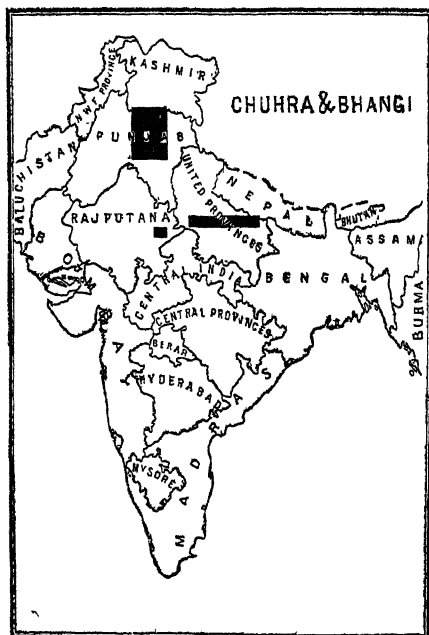 CHUHRA & BHANGI
KASHMIR
N.W.F. PROVINCE
PUNJAB
BALUCHISTAN
UNITED PROVINCES
NEPAL
BHUTAN
ASSAM
RAJPUTANA
BOMBAY
CENTRAL INDIA
BENGAL
BURMA
CENTRAL PROVINCES
BERAR
HYDERABAD
MADRAS
MYSORE